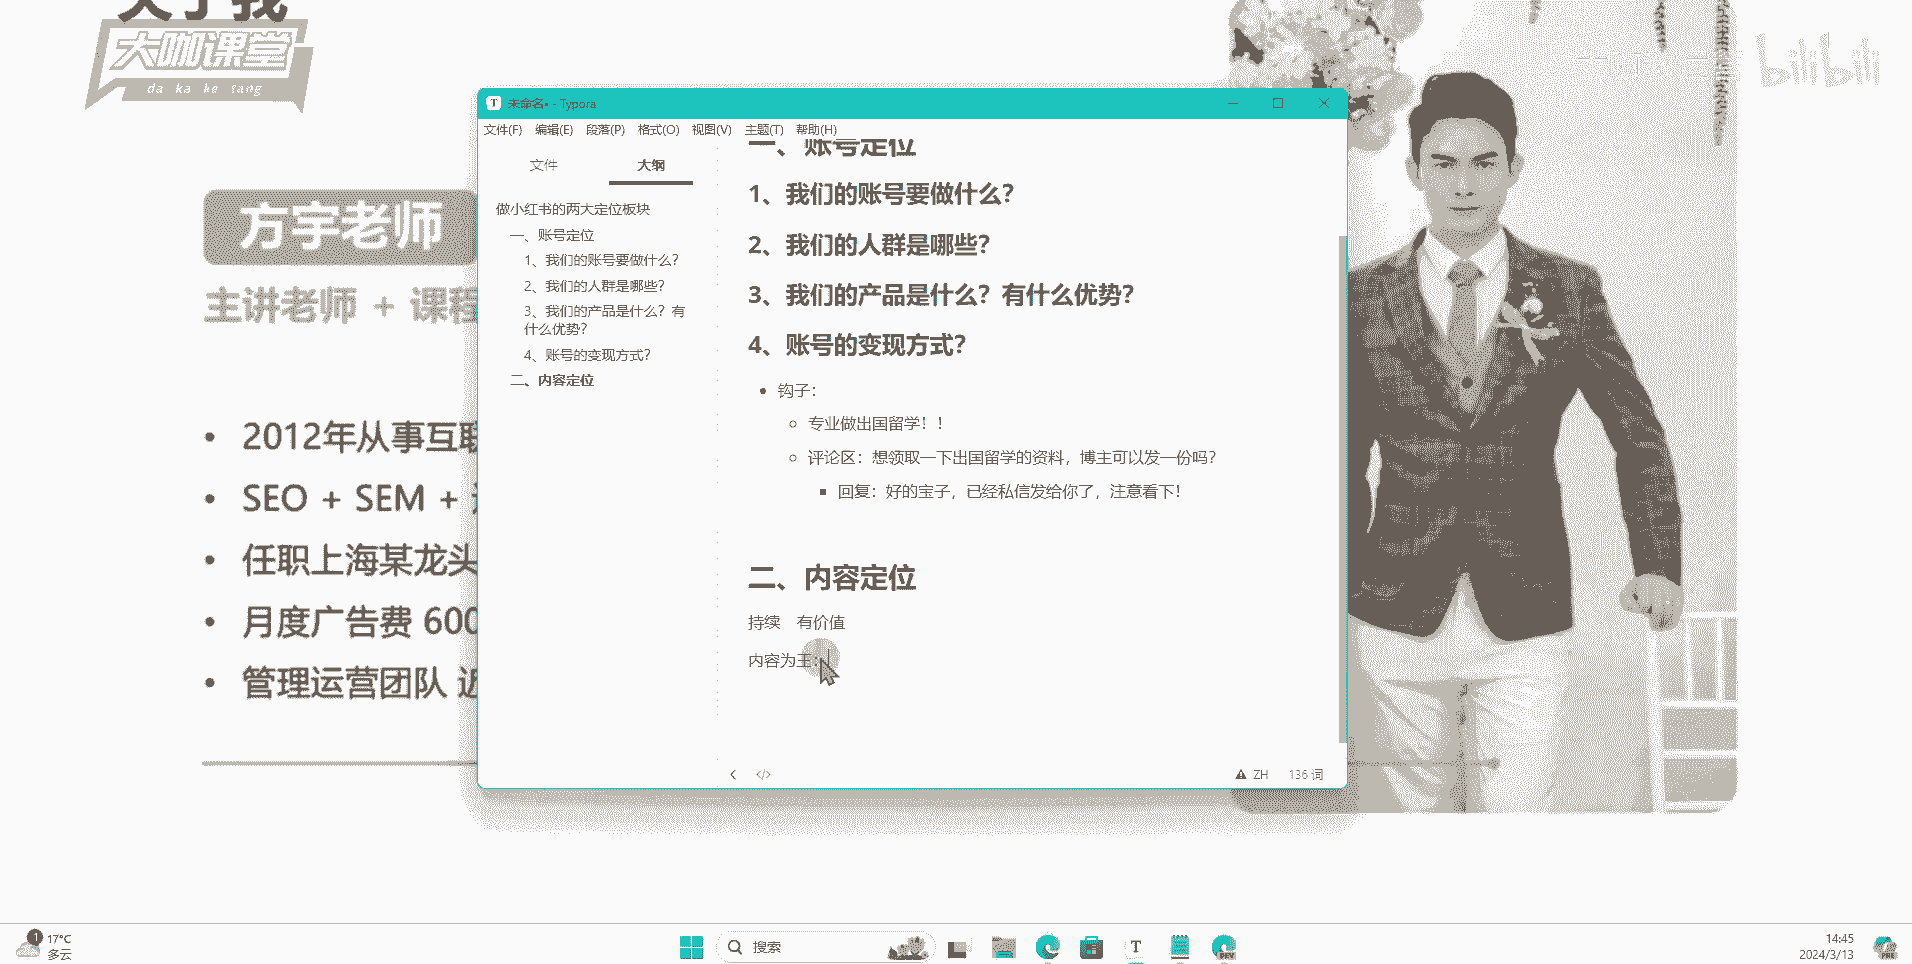 关于我
大咖课堂
da ka ke tang
bilibili
方宇老师
主讲老师 + 课程
• 2012年从事互联
• SEO + SEM +
• 任职上海某龙头
• 月度广告费 600
• 管理运营团队 近
未命名• - Typora
文件(F) 编辑(E) 段落(P) 格式(O) 视图(V) 主题(T) 帮助(H)
文件 大纲
做小红书的两大定位板块
一、账号定位
1、我们的账号要做什么？
2、我们的人群是哪些？
3、我们的产品是什么？有
什么优势？
4、账号的变现方式？
二、内容定位
一、账号定位
1、我们的账号要做什么？
2、我们的人群是哪些？
3、我们的产品是什么？有什么优势？
4、账号的变现方式？
• 钩子：
专业做出国留学！！
评论区：想领取一下出国留学的资料，博主可以发一份吗？
回复：好的宝子，已经私信发给你了，注意看下！
二、内容定位
持续 有价值
内容为王：
ZH 136 词
1
17°C
多云
搜索
T
DEV
14:45
2024/3/13
PRE